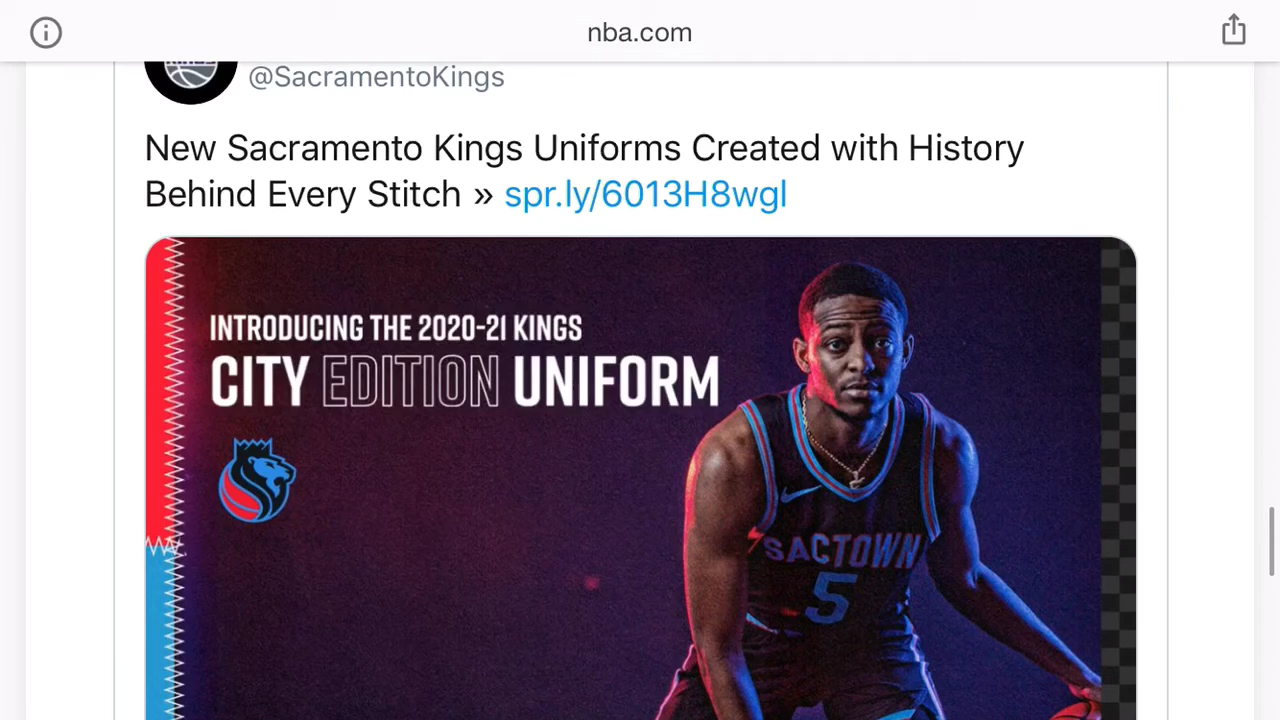 nba.com
@SacramentoKings
New Sacramento Kings Uniforms Created with History
Behind Every Stitch » spr.ly/6013H8wgl
INTRODUCING THE 2020-21 KINGS
CITY EDITION UNIFORM
SACTOWN
5